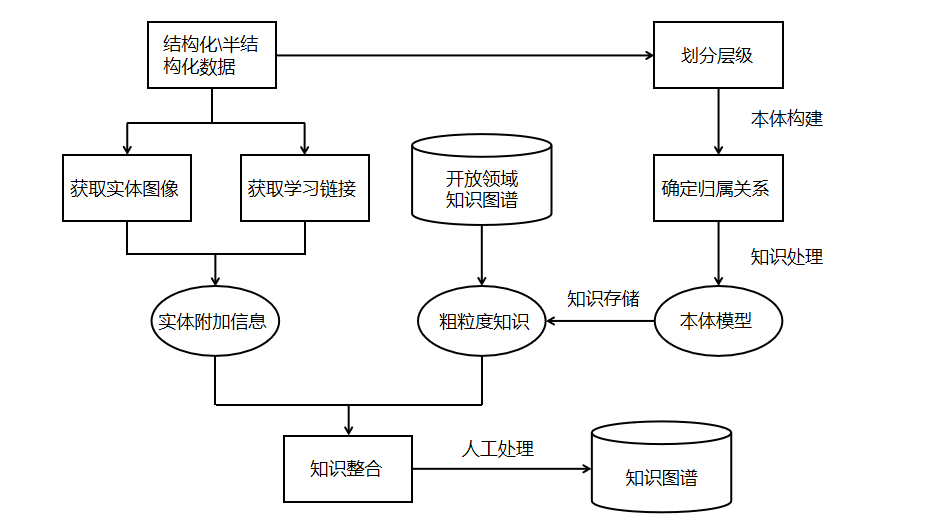 结构化\半结
构化数据
划分层级
本体构建
获取实体图像
获取学习链接
开放领域
知识图谱
确定归属关系
知识处理
知识存储
实体附加信息
粗粒度知识
本体模型
人工处理
知识整合
知识图谱